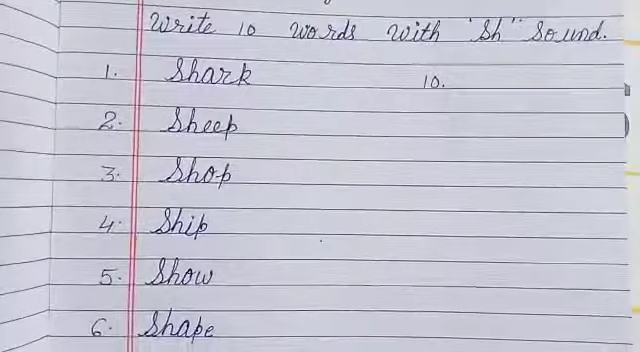 Write 10 words with "Sh" Sound.
1. Shark 10.
2. Sheep
3. Shop
4. Ship
5. Show
6. Shape